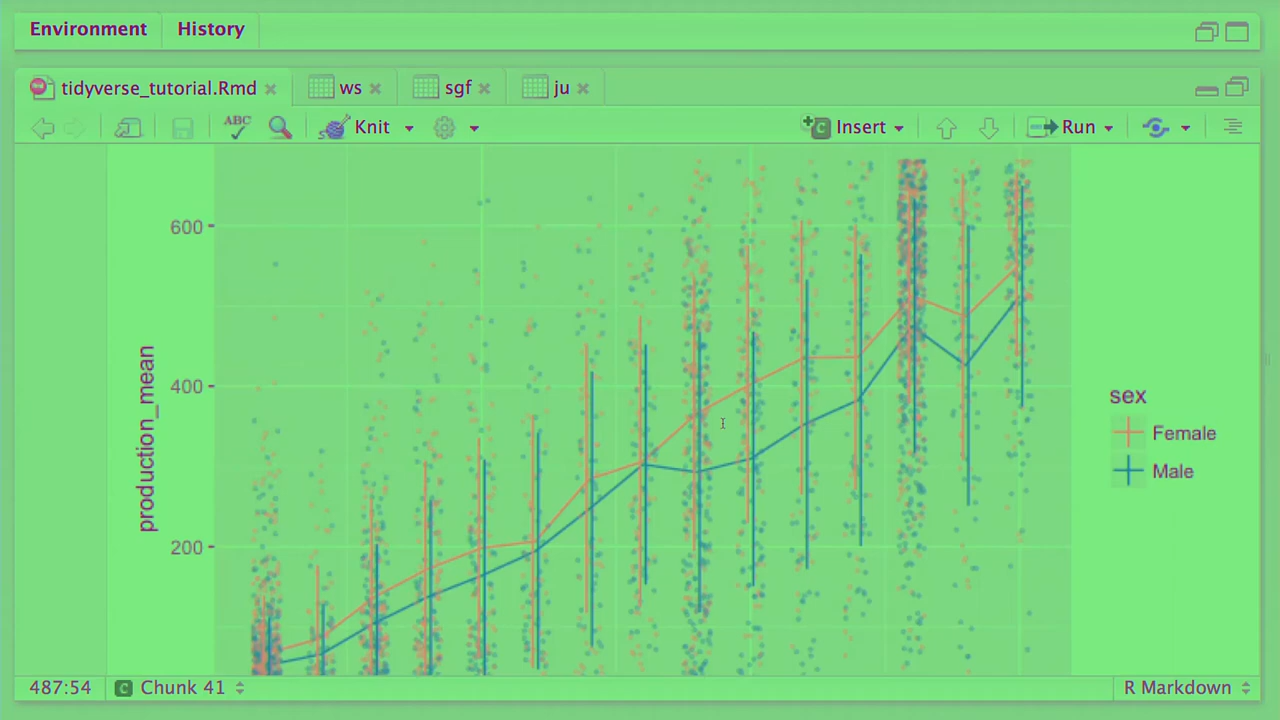 Environment History
tidyverse_tutorial.Rmd ws sgf ju
ABC Knit C Insert Run
600
400
200
production_mean
sex
Female
Male
487:54 C Chunk 41 R Markdown